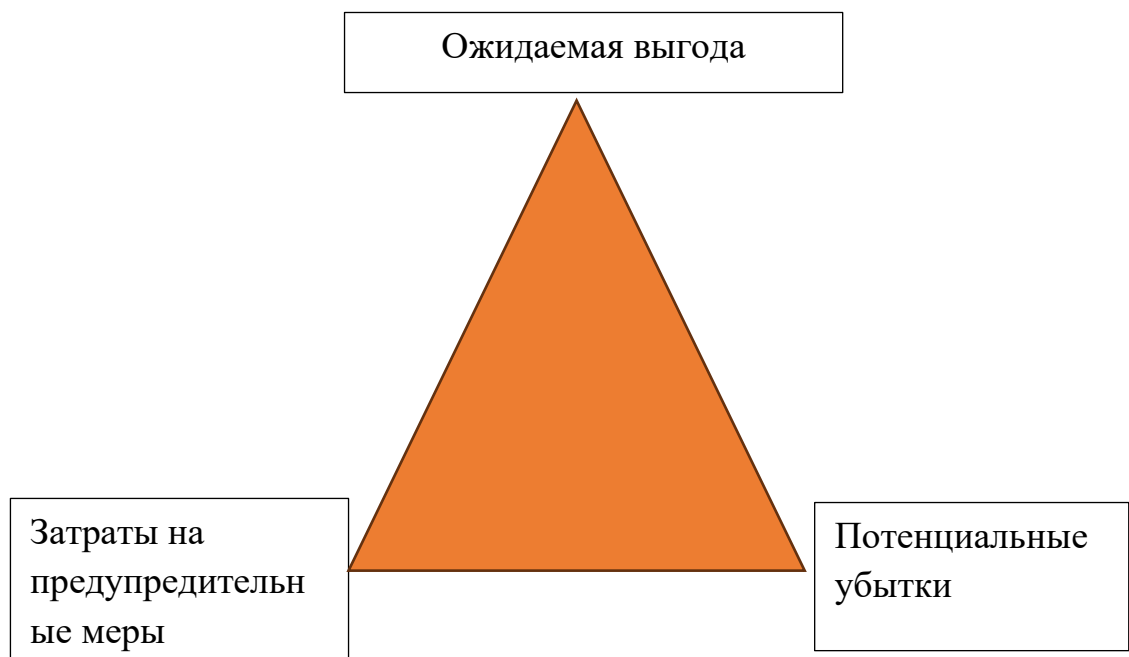 Ожидаемая выгода
Затраты на
предупредительн
ые меры
Потенциальные
убытки